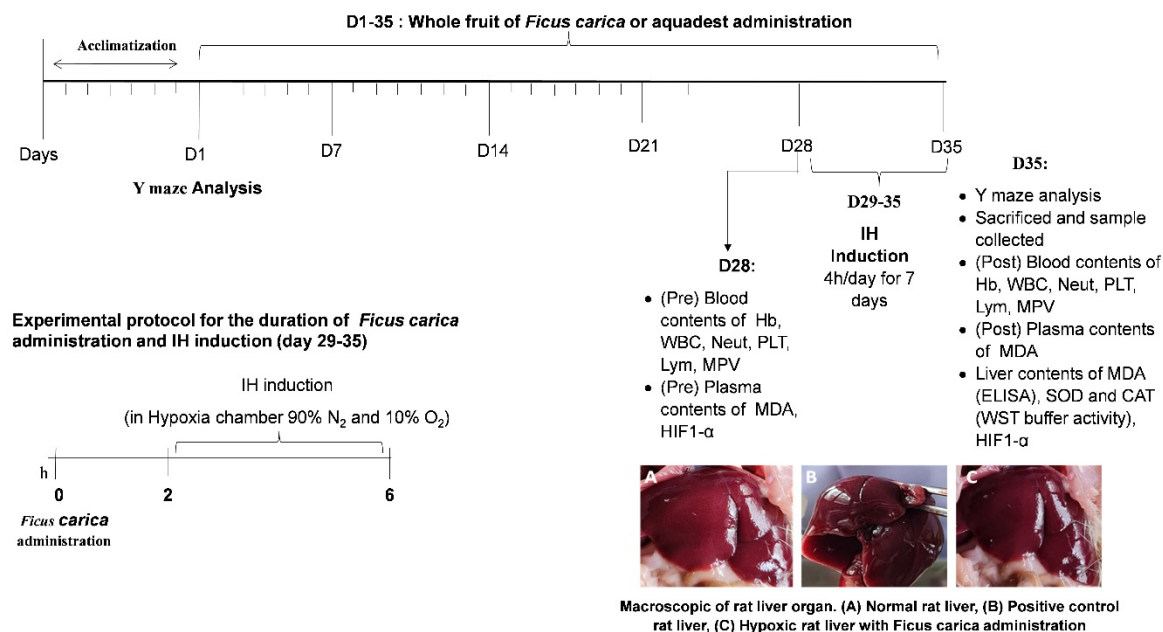 D1-35 : Whole fruit of Ficus carica or aquadest administration
Acclimatization
Days
D1
D7
D14
D21
D28
D35
Y maze Analysis
D28:
• (Pre) Blood
contents of Hb,
WBC, Neut, PLT,
Lym, MPV
• (Pre) Plasma
contents of MDA,
HIF1-α
D29-35
IH
Induction
4h/day for 7
days
D35:
• Y maze analysis
• Sacrificed and sample
collected
• (Post) Blood contents of
Hb, WBC, Neut, PLT,
Lym, MPV
• (Post) Plasma contents
of MDA
• Liver contents of MDA
(ELISA), SOD and CAT
(WST buffer activity),
HIF1-α
Experimental protocol for the duration of Ficus carica
administration and IH induction (day 29-35)
IH induction
(in Hypoxia chamber 90% N₂ and 10% O₂)
h
0
2
6
Ficus carica
administration
A
B
C
Macroscopic of rat liver organ. (A) Normal rat liver, (B) Positive control
rat liver, (C) Hypoxic rat liver with Ficus carica administration